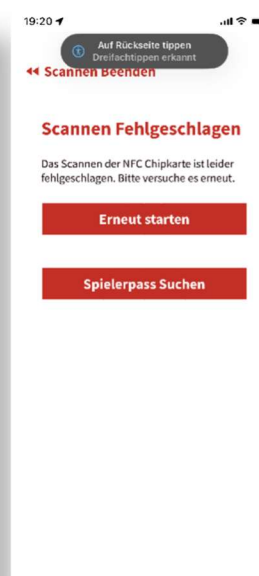 19:20
Auf Rückseite tippen
Dreifachtippen erkannt
Scannen Beenden
Scannen Fehlgeschlagen
Das Scannen der NFC Chipkarte ist leider
fehlgeschlagen. Bitte versuche es erneut.
Erneut starten
Spielerpass Suchen